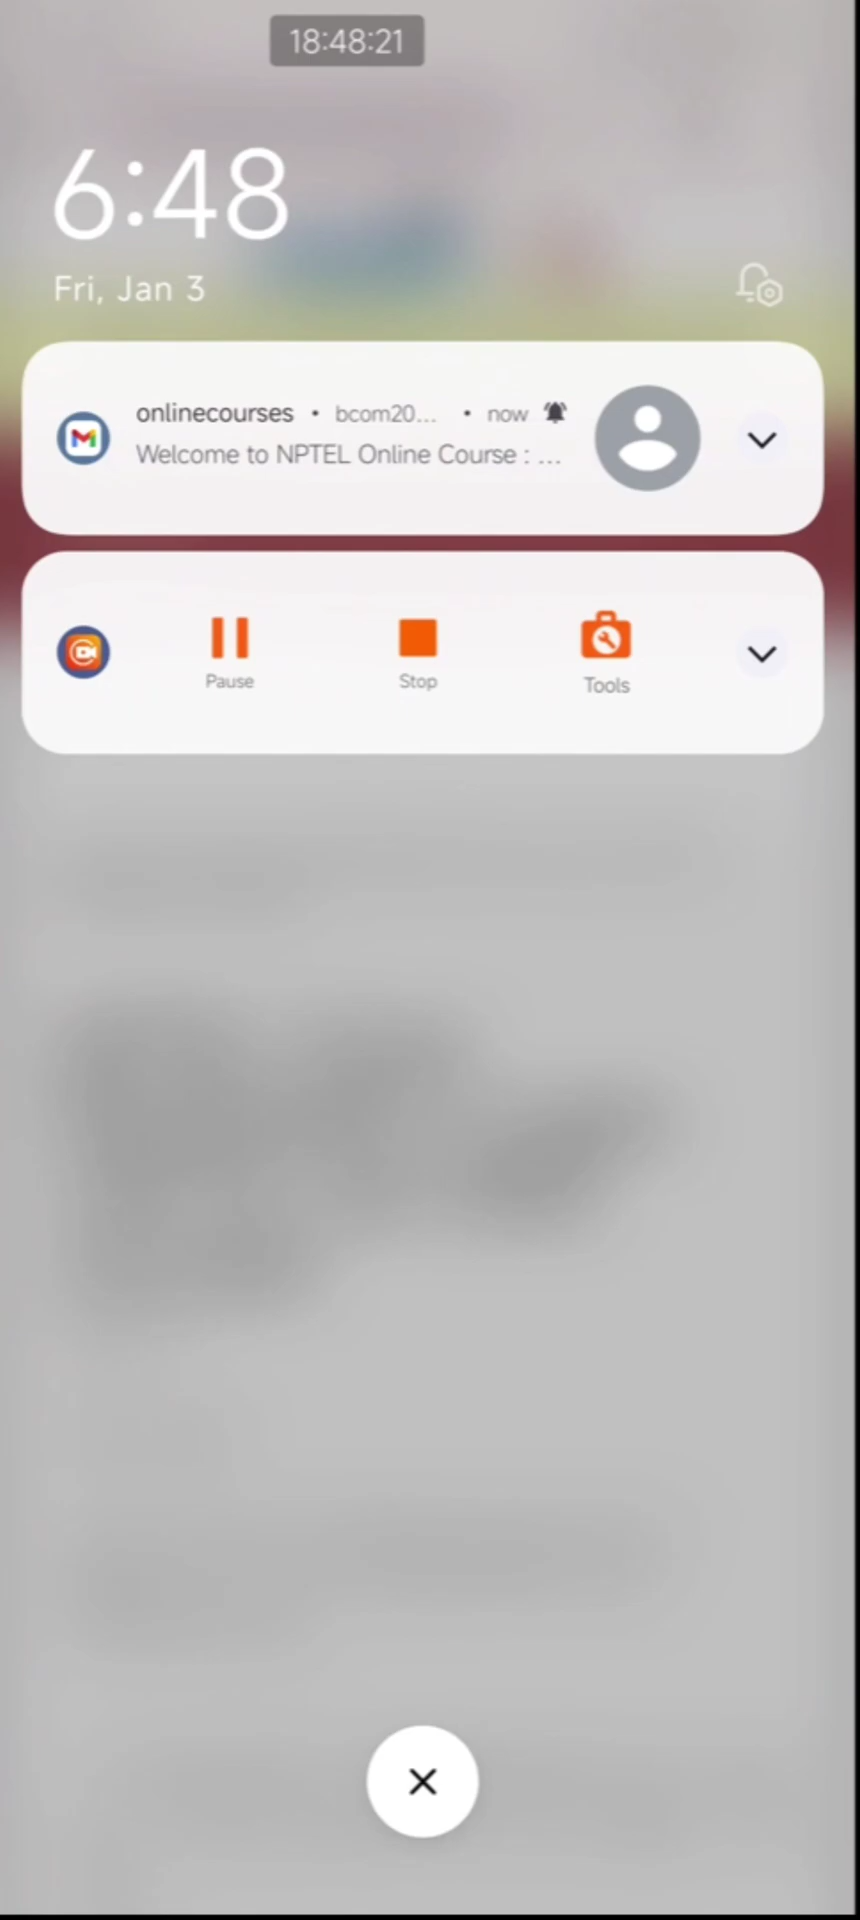 18:48:21
6:48
Fri, Jan 3
onlinecourses • bcom20... • now
Welcome to NPTEL Online Course : ...
Pause Stop Tools